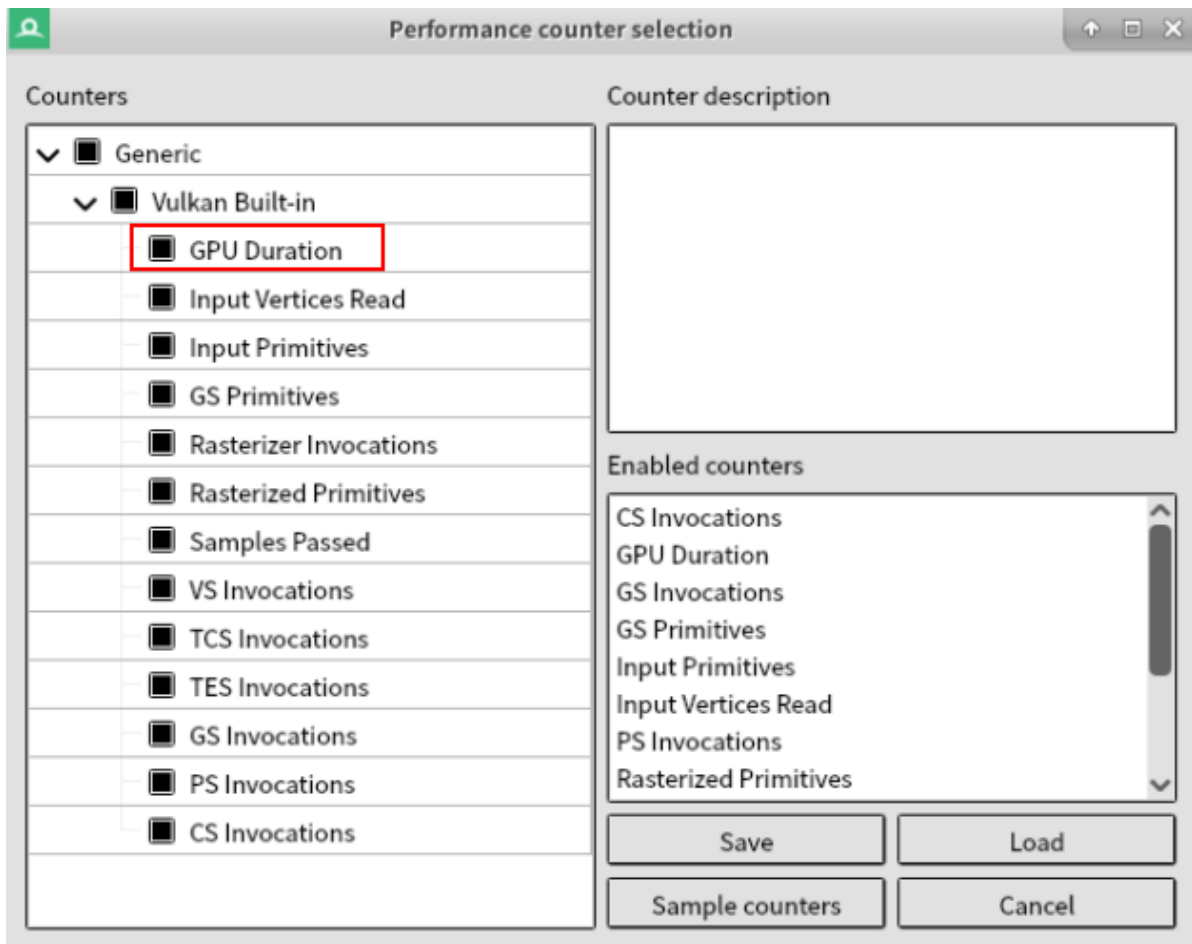 Performance counter selection
Counters
Generic
Vulkan Built-in
GPU Duration
Input Vertices Read
Input Primitives
GS Primitives
Rasterizer Invocations
Rasterized Primitives
Samples Passed
VS Invocations
TCS Invocations
TES Invocations
GS Invocations
PS Invocations
CS Invocations
Counter description
Enabled counters
CS Invocations
GPU Duration
GS Invocations
GS Primitives
Input Primitives
Input Vertices Read
PS Invocations
Rasterized Primitives
Save
Load
Sample counters
Cancel